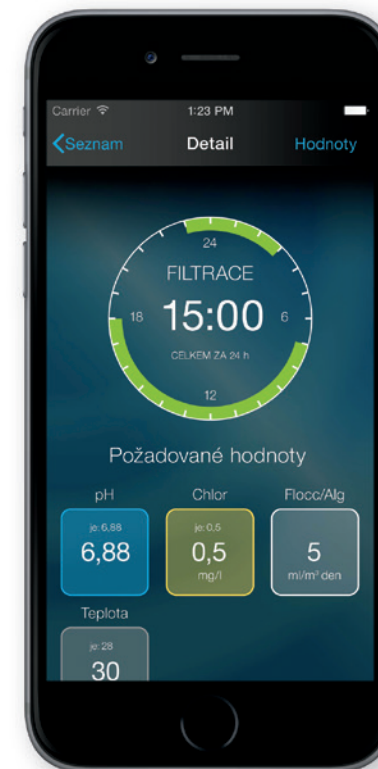 Carrier 1:23 PM
Seznam Detail Hodnoty
24
FILTRACE
18 15:00 6
CELKEM ZA 24 h
12
Požadované hodnoty
pH Chlor Flocc/Alg
je: 6,88 je: 0,5
6,88 0,5 5
mg/l ml/m³ den
Teplota
je: 28
30